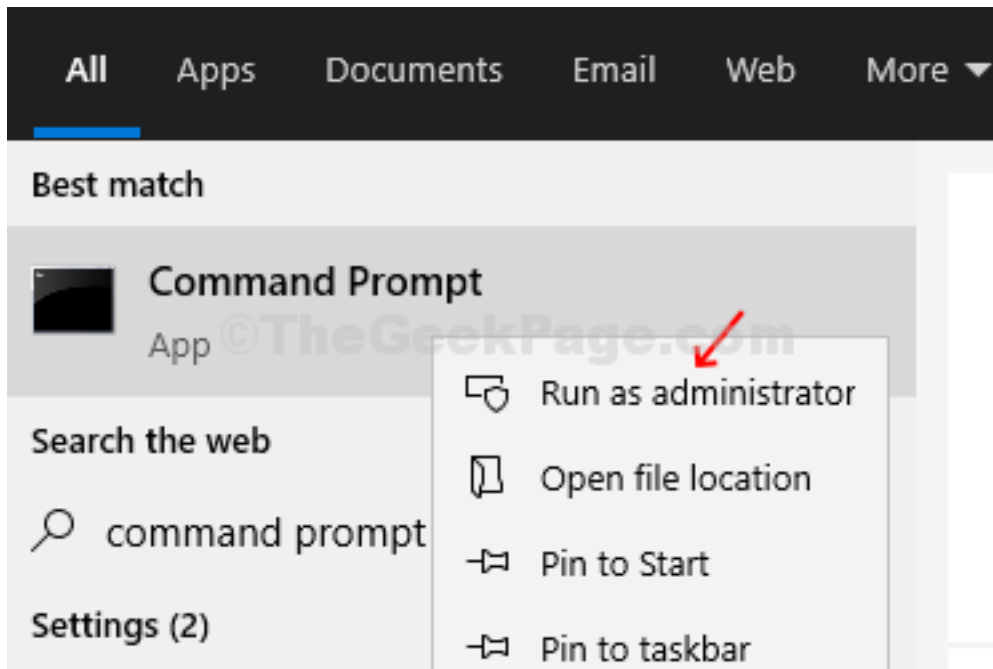 All Apps Documents Email Web More
Best match
Command Prompt
App
©TheGeekPage.com
Run as administrator
Search the web
Open file location
command prompt
Pin to Start
Settings (2)
Pin to taskbar